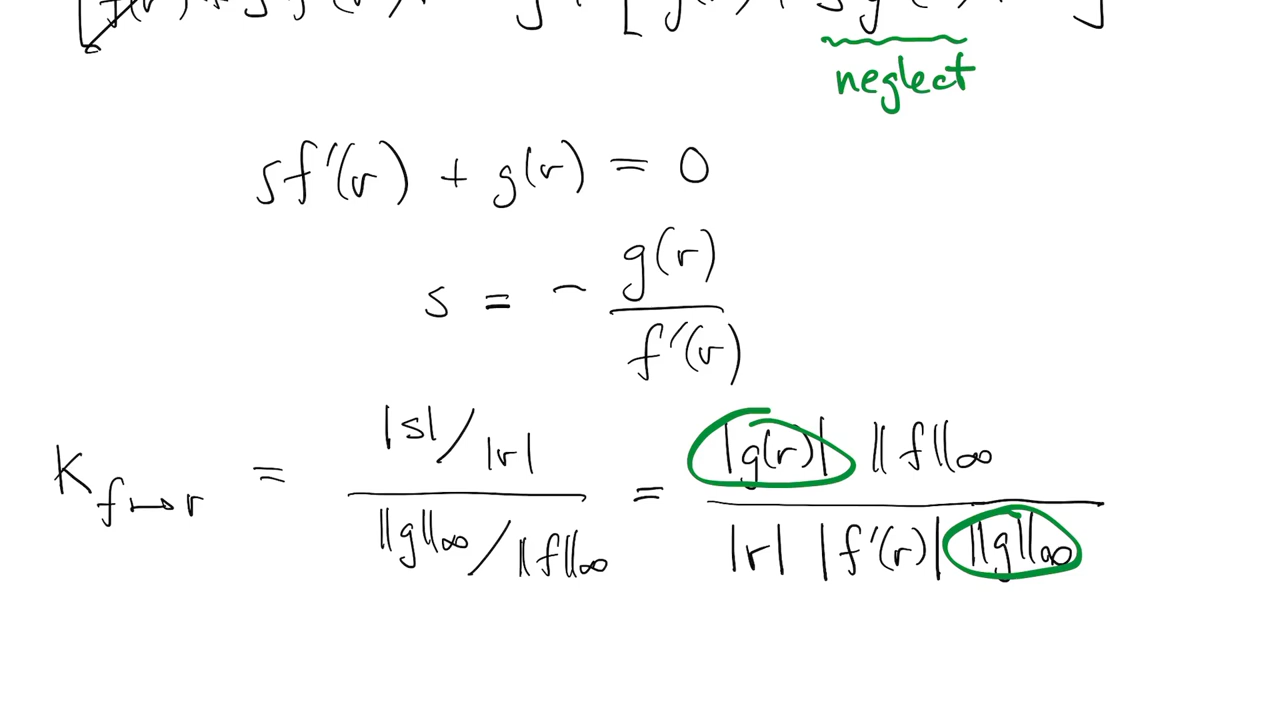 neglect
sf'(r) + g(r) = 0
s = - g(r) / f'(r)
K_{f↦r} = (|s| / |r|) / (‖g‖∞ / ‖f‖∞) = |g(r)| ‖f‖∞ / (|r| |f'(r)| ‖g‖∞)